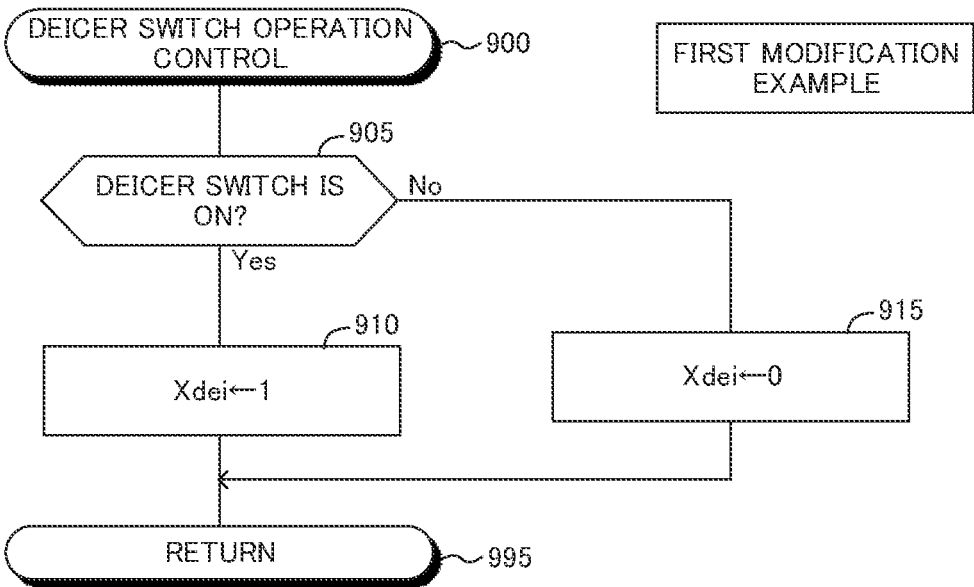 DEICER SWITCH OPERATION
CONTROL
900
FIRST MODIFICATION
EXAMPLE
905
DEICER SWITCH IS
ON?
No
Yes
910
Xdei←1
915
Xdei←0
RETURN
995